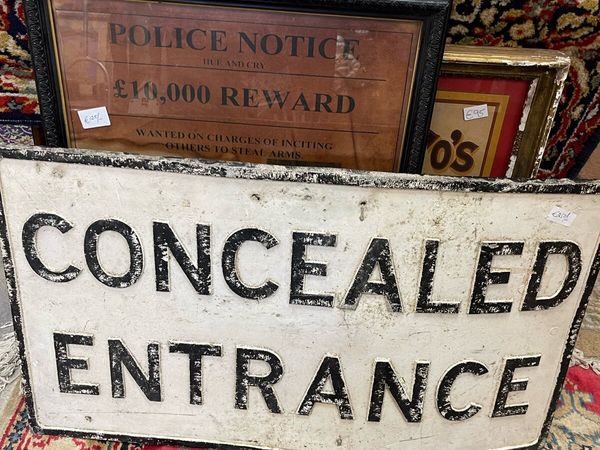 POLICE NOTICE
HUE AND CRY
£10,000 REWARD
WANTED ON CHARGES OF INCITING
OTHERS TO STEAL ARMS
€95
O'S
CONCEALED
ENTRANCE